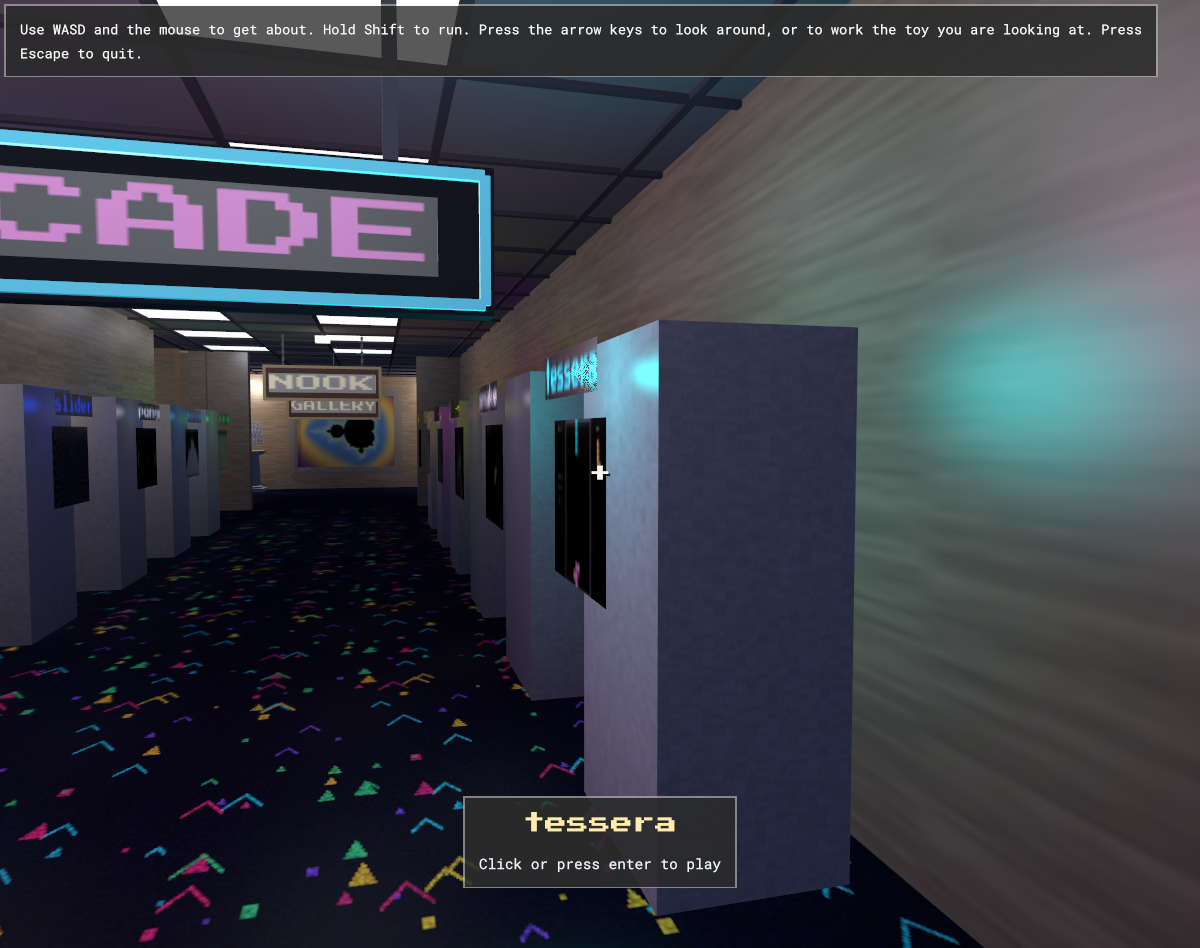 Use WASD and the mouse to get about. Hold Shift to run. Press the arrow keys to look around, or to work the toy you are looking at. Press
Escape to quit.
CADE
NOOK
GALLERY
tessera
slider
pong
tessera
Click or press enter to play